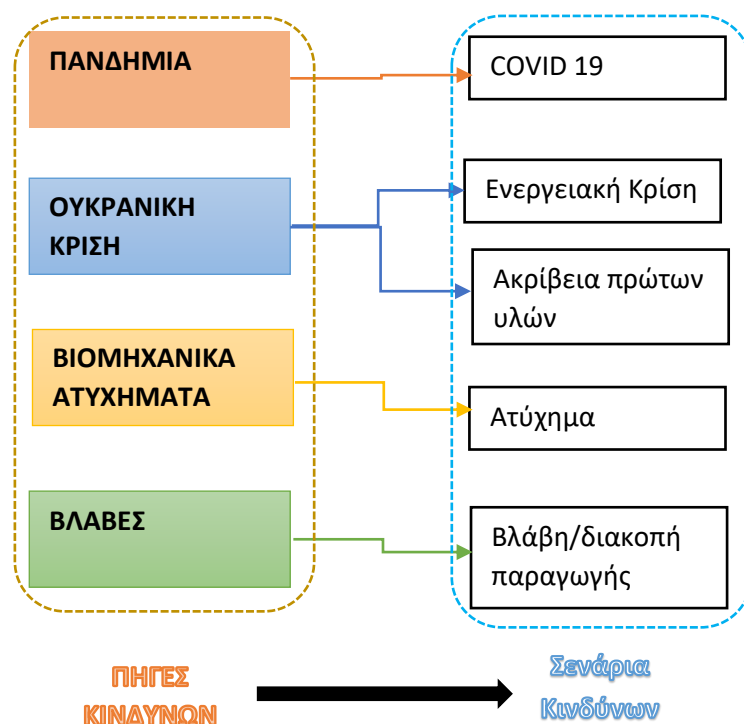 ΠΑΝΔΗΜΙΑ
COVID 19
ΟΥΚΡΑΝΙΚΗ
ΚΡΙΣΗ
Ενεργειακή Κρίση
Ακρίβεια πρώτων
υλών
ΒΙΟΜΗΧΑΝΙΚΑ
ΑΤΥΧΗΜΑΤΑ
Ατύχημα
ΒΛΑΒΕΣ
Βλάβη/διακοπή
παραγωγής
ΠΗΓΕΣ
ΚΙΝΔΥΝΩΝ
Σενάρια
Κινδύνων